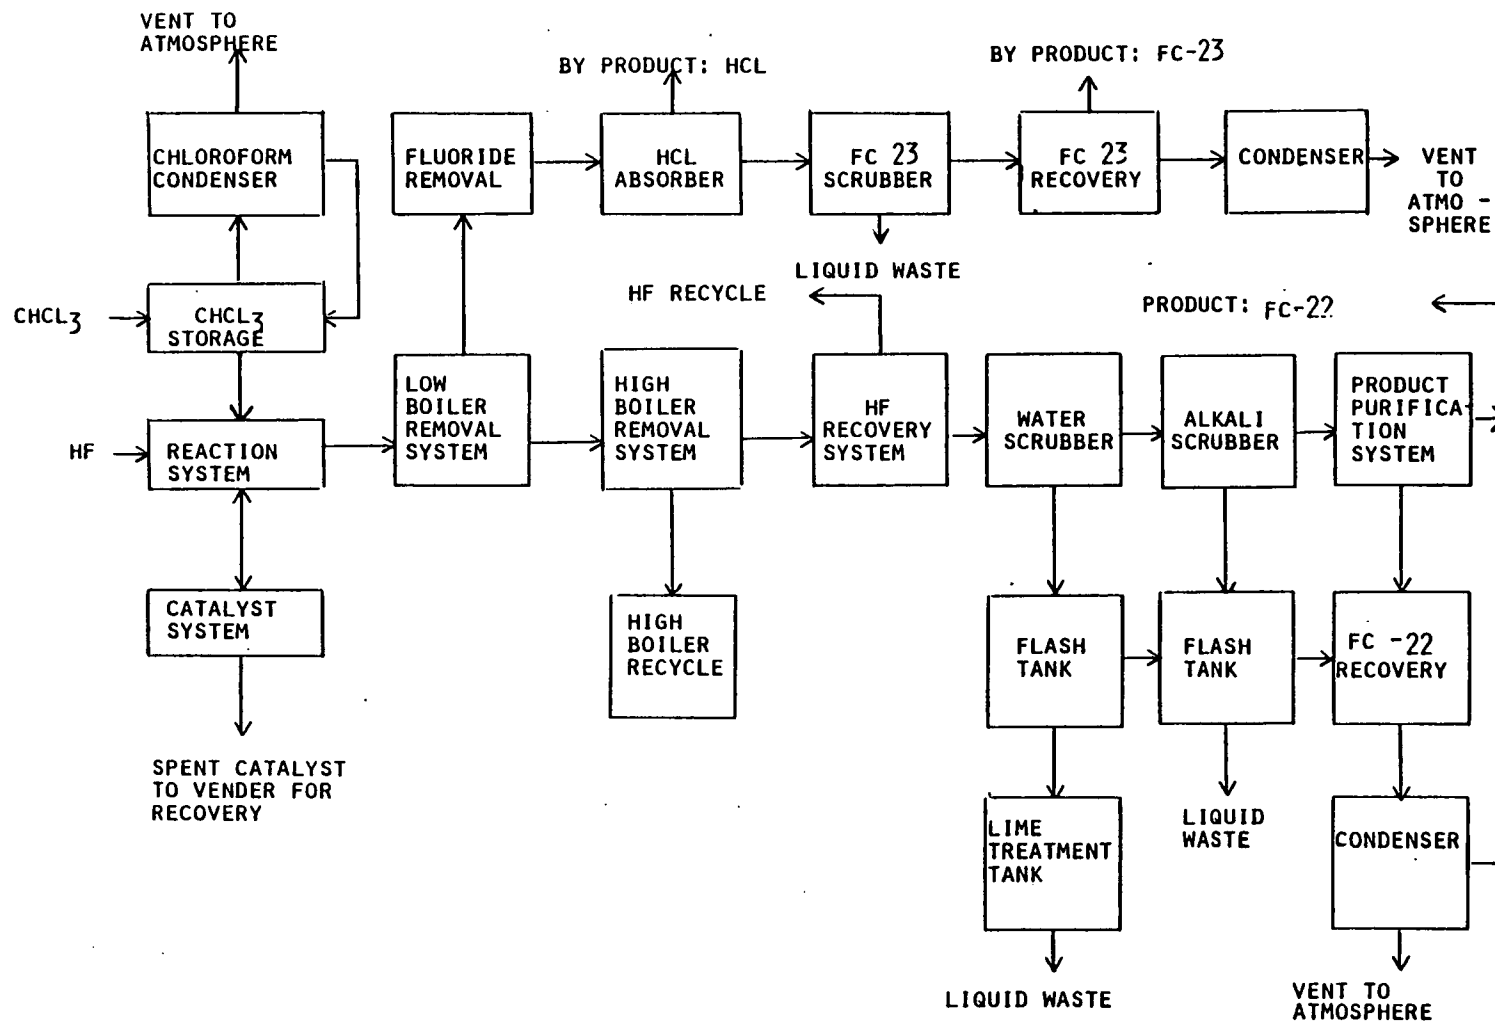 VENT TO
ATMOSPHERE
BY PRODUCT: HCL
BY PRODUCT: FC-23
CHLOROFORM
CONDENSER
FLUORIDE
REMOVAL
HCL
ABSORBER
FC 23
SCRUBBER
FC 23
RECOVERY
CONDENSER
VENT
TO
ATMO -
SPHERE
LIQUID WASTE
HF RECYCLE
PRODUCT: FC-22
CHCL3
CHCL3
STORAGE
LOW
BOILER
REMOVAL
SYSTEM
HIGH
BOILER
REMOVAL
SYSTEM
HF
RECOVERY
SYSTEM
WATER
SCRUBBER
ALKALI
SCRUBBER
PRODUCT
PURIFICA-
TION
SYSTEM
HF
REACTION
SYSTEM
CATALYST
SYSTEM
HIGH
BOILER
RECYCLE
FLASH
TANK
FLASH
TANK
FC -22
RECOVERY
SPENT CATALYST
TO VENDER FOR
RECOVERY
LIME
TREATMENT
TANK
LIQUID
WASTE
CONDENSER
LIQUID WASTE
VENT TO
ATMOSPHERE